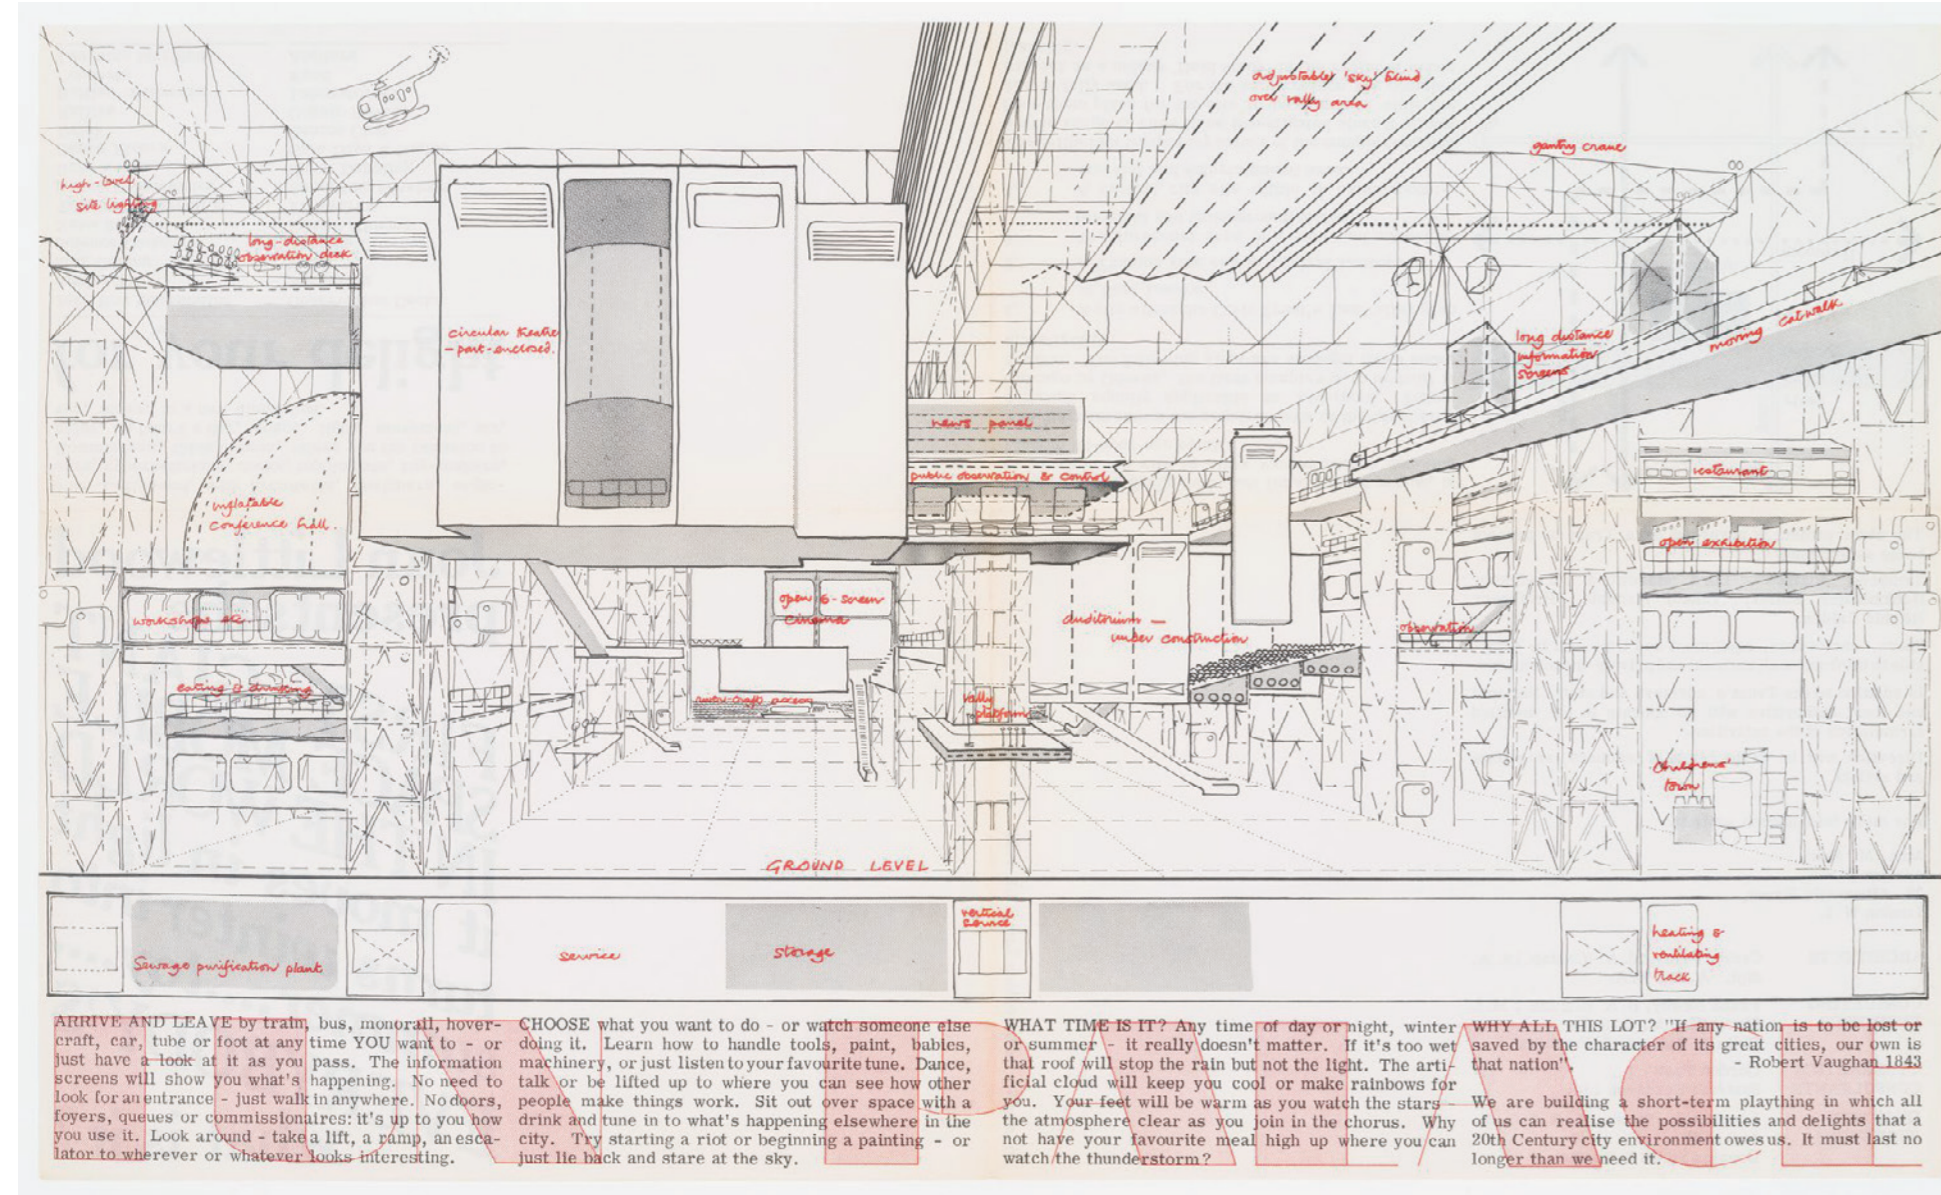 adjustable 'sky' blind
over rally area
gantry crane
high-level
site lighting
long-distance
observation deck
circular theatre
- part-enclosed.
long distance
information
screens
moving catwalk
news panel
public observation & control
restaurant
open exhibition
inflatable
conference hall.
open 6-screen
cinema
workshops etc
auditorium -
under construction
observation
eating & drinking
access
rally
platform
Childrens'
town
GROUND LEVEL
vertical
service
Sewage purification plant
service
storage
heating &
ventilating
track
FUN PALACE
ARRIVE AND LEAVE by train, bus, monorail, hover-
craft, car, tube or foot at any time YOU want to - or
just have a look at it as you pass. The information
screens will show you what's happening. No need to
look for an entrance - just walk in anywhere. No doors,
foyers, queues or commissionaires: it's up to you how
you use it. Look around - take a lift, a ramp, an esca-
lator to wherever or whatever looks interesting.
CHOOSE what you want to do - or watch someone else
doing it. Learn how to handle tools, paint, babies,
machinery, or just listen to your favourite tune. Dance,
talk or be lifted up to where you can see how other
people make things work. Sit out over space with a
drink and tune in to what's happening elsewhere in the
city. Try starting a riot or beginning a painting - or
just lie back and stare at the sky.
WHAT TIME IS IT? Any time of day or night, winter
or summer - it really doesn't matter. If it's too wet
that roof will stop the rain but not the light. The arti-
ficial cloud will keep you cool or make rainbows for
you. Your feet will be warm as you watch the stars -
the atmosphere clear as you join in the chorus. Why
not have your favourite meal high up where you can
watch the thunderstorm?
WHY ALL THIS LOT? "If any nation is to be lost or
saved by the character of its great cities, our own is
that nation".
- Robert Vaughan 1843
We are building a short-term plaything in which all
of us can realise the possibilities and delights that a
20th Century city environment owes us. It must last no
longer than we need it.